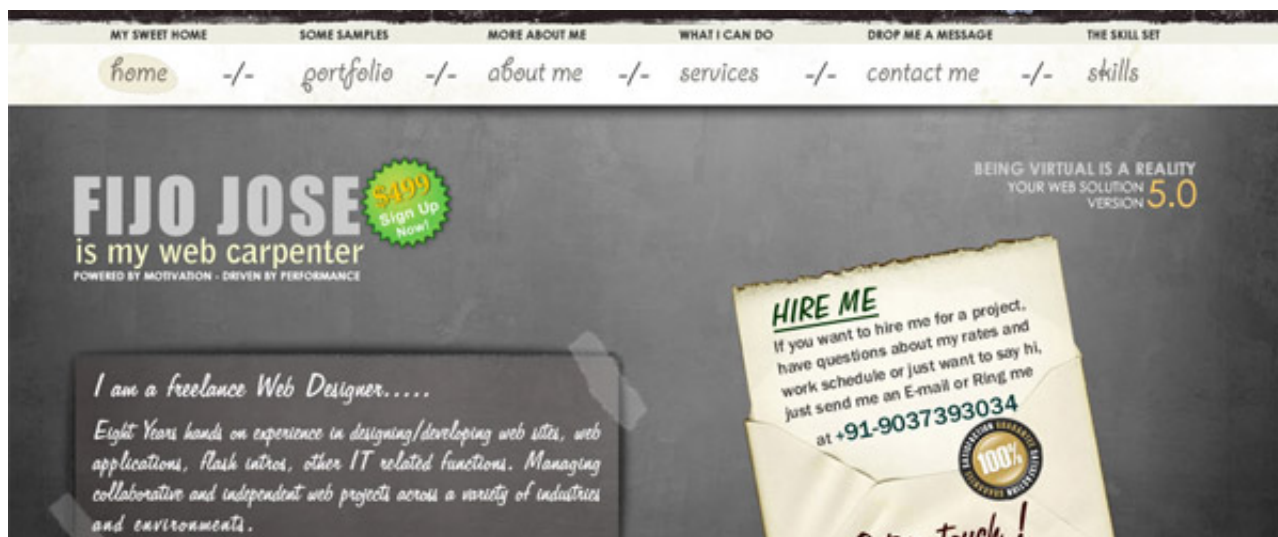 MY SWEET HOME SOME SAMPLES MORE ABOUT ME WHAT I CAN DO DROP ME A MESSAGE THE SKILL SET
home -/- portfolio -/- about me -/- services -/- contact me -/- skills
FIJO JOSE
is my web carpenter
POWERED BY MOTIVATION - DRIVEN BY PERFORMANCE
$499
Sign Up
Now!
BEING VIRTUAL IS A REALITY
YOUR WEB SOLUTION
VERSION 5.0
I am a freelance Web Designer.....
Eight Years hands on experience in designing/developing web sites, web
applications, Flash intros, other IT related functions. Managing
collaborative and independent web projects across a variety of industries
and environments.
HIRE ME
If you want to hire me for a project,
have questions about my rates and
work schedule or just want to say hi,
just send me an E-mail or Ring me
at +91-9037393034
100%
touch!